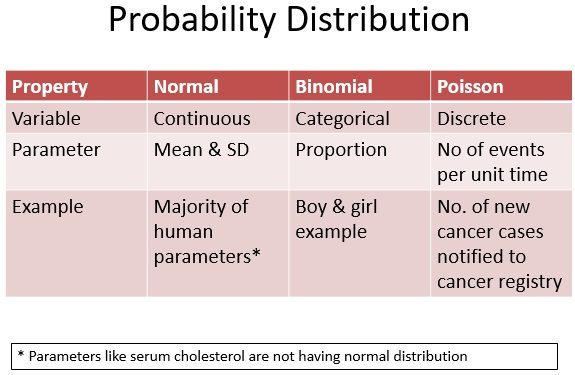 Probability Distribution
Property Normal Binomial Poisson
Variable Continuous Categorical Discrete
Parameter Mean & SD Proportion No of events
per unit time
Example Majority of Boy & girl No. of new
human example cancer cases
parameters* notified to
cancer registry
* Parameters like serum cholesterol are not having normal distribution